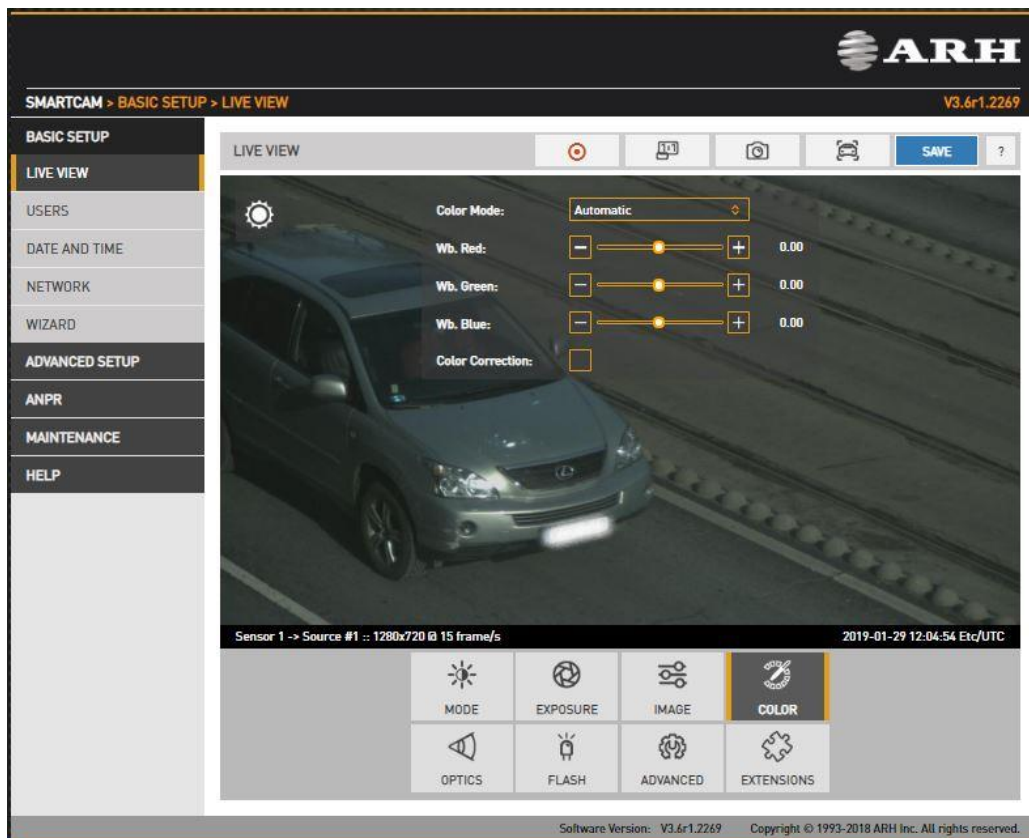 ARH
SMARTCAM > BASIC SETUP > LIVE VIEW
V3.6r1.2269
BASIC SETUP
LIVE VIEW
USERS
DATE AND TIME
NETWORK
WIZARD
ADVANCED SETUP
ANPR
MAINTENANCE
HELP
LIVE VIEW
1:1
SAVE
?
Color Mode: Automatic
Wb. Red: 0.00
Wb. Green: 0.00
Wb. Blue: 0.00
Color Correction:
Sensor 1 -> Source #1 :: 1280x720 @ 15 frame/s
2019-01-29 12:04:54 Etc/UTC
MODE
EXPOSURE
IMAGE
COLOR
OPTICS
FLASH
ADVANCED
EXTENSIONS
Software Version: V3.6r1.2269
Copyright © 1993-2018 ARH Inc. All rights reserved.